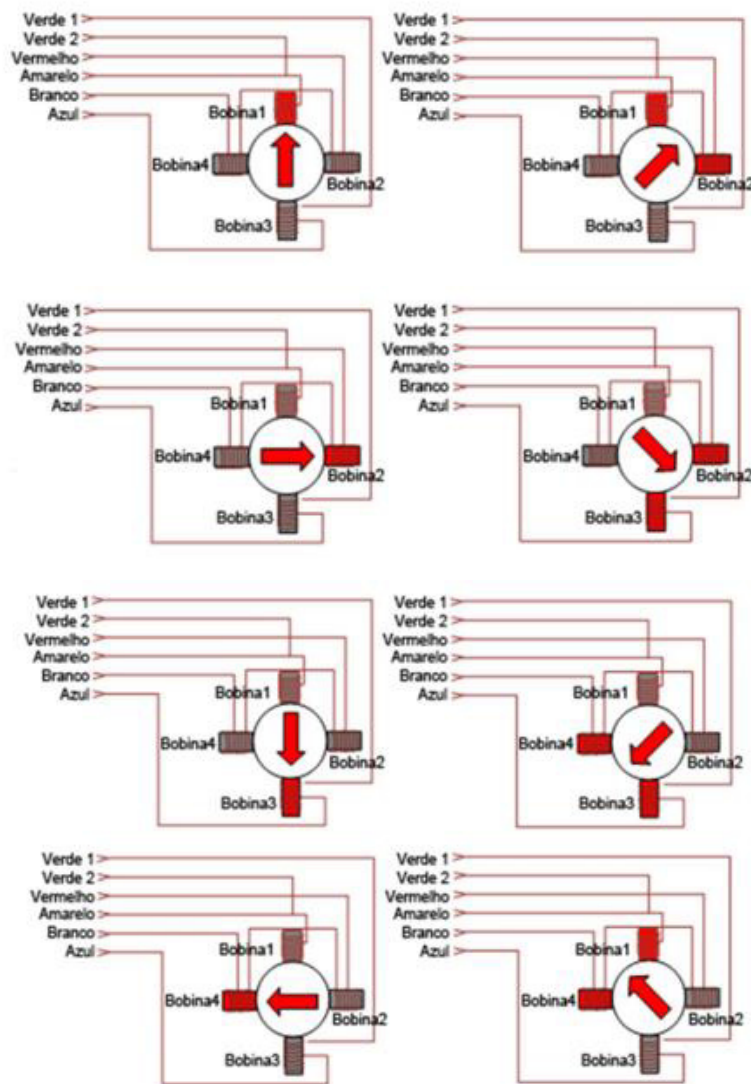 Verde 1
Verde 2
Vermelho
Amarelo
Branco
Azul
Bobina1
Bobina4
Bobina2
Bobina3
Verde 1
Verde 2
Vermelho
Amarelo
Branco
Azul
Bobina1
Bobina4
Bobina2
Bobina3
Verde 1
Verde 2
Vermelho
Amarelo
Branco
Azul
Bobina1
Bobina4
Bobina2
Bobina3
Verde 1
Verde 2
Vermelho
Amarelo
Branco
Azul
Bobina1
Bobina4
Bobina2
Bobina3
Verde 1
Verde 2
Vermelho
Amarelo
Branco
Azul
Bobina1
Bobina4
Bobina2
Bobina3
Verde 1
Verde 2
Vermelho
Amarelo
Branco
Azul
Bobina1
Bobina4
Bobina2
Bobina3
Verde 1
Verde 2
Vermelho
Amarelo
Branco
Azul
Bobina1
Bobina4
Bobina2
Bobina3
Verde 1
Verde 2
Vermelho
Amarelo
Branco
Azul
Bobina1
Bobina4
Bobina2
Bobina3